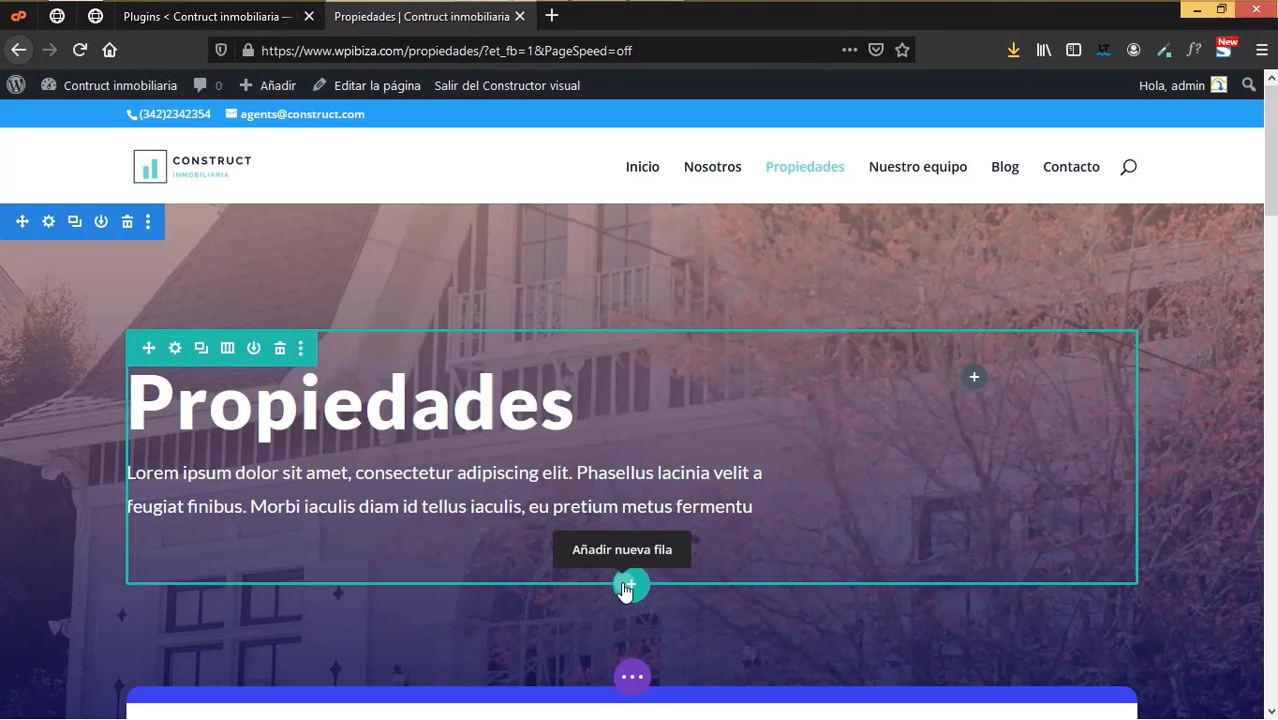 cP
Plugins < Contruct inmobiliaria —
Propiedades | Contruct inmobiliaria
https://www.wpibiza.com/propiedades/?et_fb=1&PageSpeed=off
LT
f?
New
S
Contruct inmobiliaria
0
Añadir
Editar la página
Salir del Constructor visual
Hola, admin
(342)2342354
agents@construct.com
CONSTRUCT
INMOBILIARIA
Inicio
Nosotros
Propiedades
Nuestro equipo
Blog
Contacto
Propiedades
Lorem ipsum dolor sit amet, consectetur adipiscing elit. Phasellus lacinia velit a
feugiat finibus. Morbi iaculis diam id tellus iaculis, eu pretium metus fermentu
Añadir nueva fila